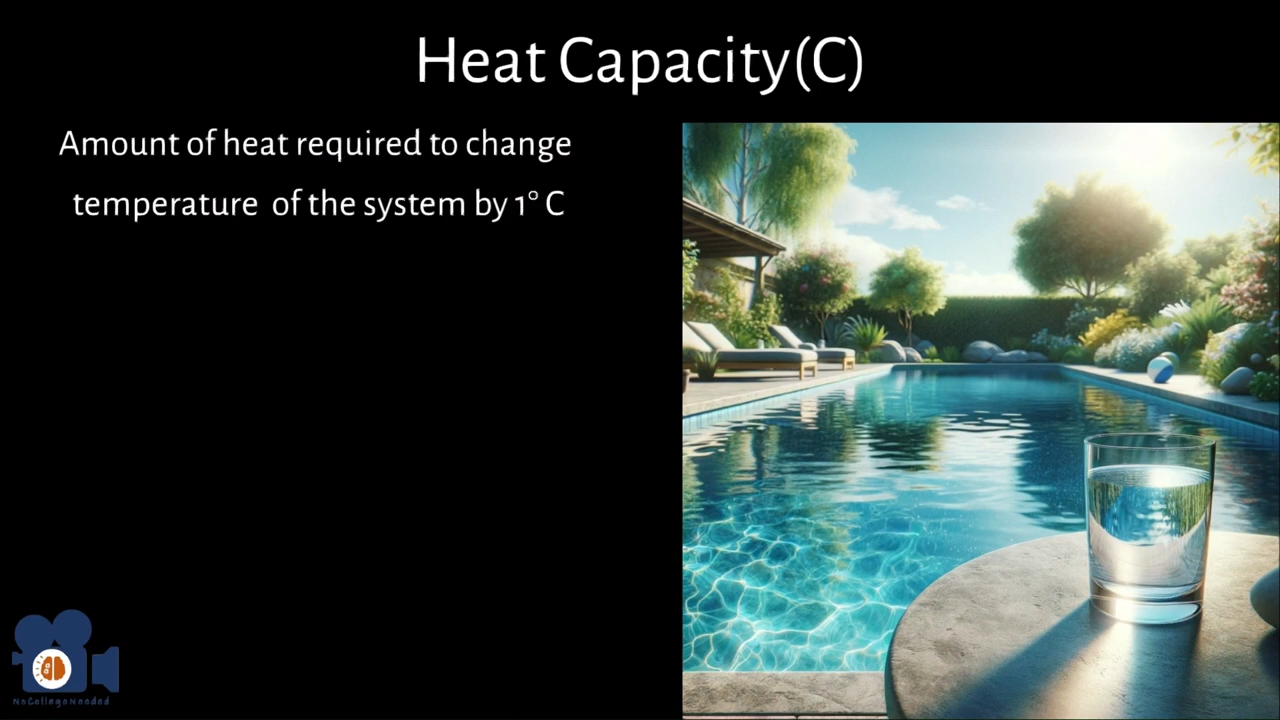 Heat Capacity(C)
Amount of heat required to change
temperature of the system by 1° C
NoCollegeNeeded